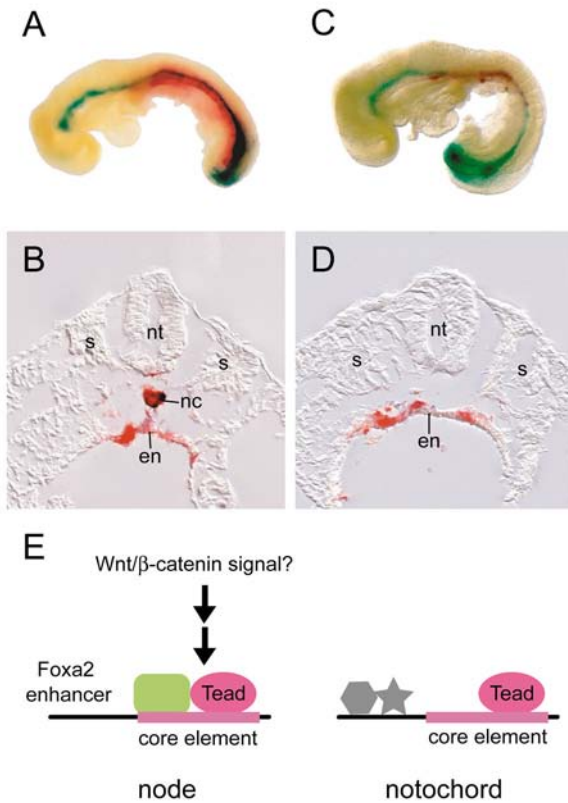 A
C
B
nt
s
s
nc
en
D
nt
s
s
en
E
Wnt/β-catenin signal?
Foxa2
enhancer
Tead
core element
node
Tead
core element
notochord